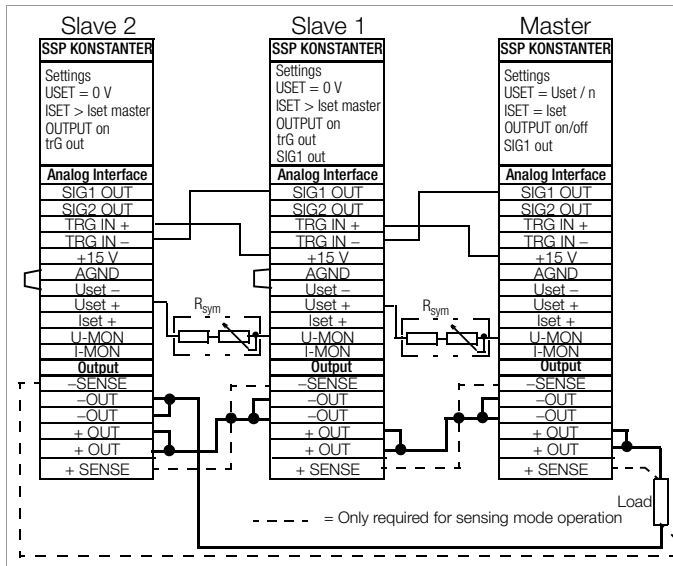 Slave 2
SSP KONSTANTER
Settings
USET = 0 V
ISET > Iset master
OUTPUT on
trG out
Analog Interface
SIG1 OUT
SIG2 OUT
TRG IN +
TRG IN –
+15 V
AGND
Uset –
Uset +
Iset +
U-MON
I-MON
Output
–SENSE
–OUT
–OUT
+ OUT
+ OUT
+ SENSE
Rsym
Slave 1
SSP KONSTANTER
Settings
USET = 0 V
ISET > Iset master
OUTPUT on
trG out
SIG1 out
Analog Interface
SIG1 OUT
SIG2 OUT
TRG IN +
TRG IN –
+15 V
AGND
Uset –
Uset +
Iset +
U-MON
I-MON
Output
–SENSE
–OUT
–OUT
+ OUT
+ OUT
+ SENSE
Rsym
Master
SSP KONSTANTER
Settings
USET = Uset / n
ISET = Iset
OUTPUT on/off
SIG1 out
Analog Interface
SIG1 OUT
SIG2 OUT
TRG IN +
TRG IN –
+15 V
AGND
Uset –
Uset +
Iset +
U-MON
I-MON
Output
–SENSE
–OUT
–OUT
+ OUT
+ OUT
+ SENSE
Load
= Only required for sensing mode operation